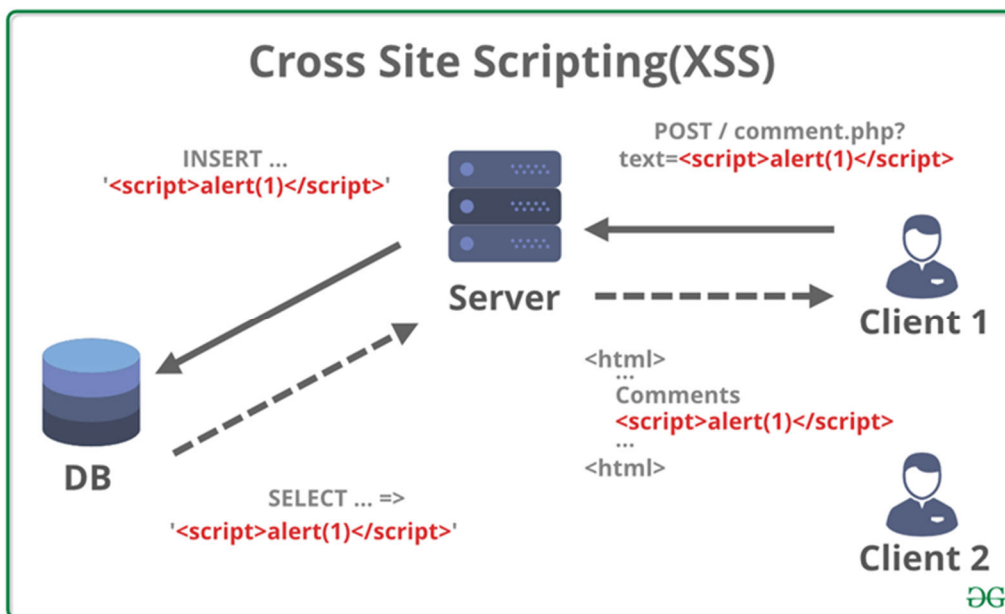 Cross Site Scripting(XSS)
POST / comment.php?
text=<script>alert(1)</script>
INSERT ...
'<script>alert(1)</script>'
Server
Client 1
<html>
...
Comments
<script>alert(1)</script>
...
<html>
DB
SELECT ... =>
'<script>alert(1)</script>'
Client 2